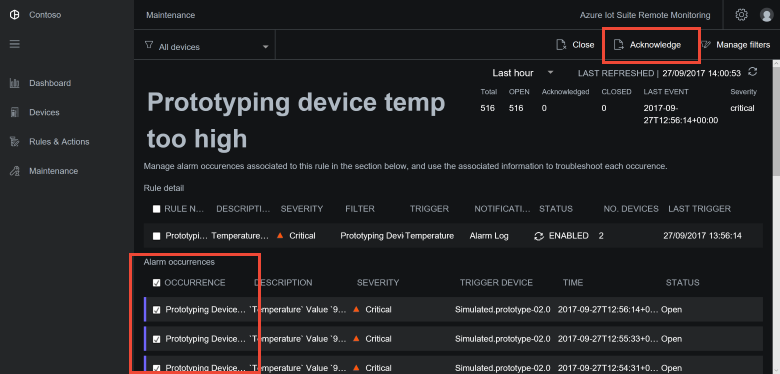 Contoso
Maintenance
Azure Iot Suite Remote Monitoring
All devices
Close
Acknowledge
Manage filters
Dashboard
Devices
Rules & Actions
Maintenance
Last hour
LAST REFRESHED | 27/09/2017 14:00:53
Prototyping device temp
too high
Total OPEN Acknowledged CLOSED LAST EVENT Severity
516 516 0 0 2017-09-27T12:56:14+00:00 critical
Manage alarm occurences associated to this rule in the section below, and use the associated information to troubleshoot each occurence.
Rule detail
RULE N... DESCRIPTI... SEVERITY FILTER TRIGGER NOTIFICATI... STATUS NO. DEVICES LAST TRIGGER
Prototypi... Temperature... Critical Prototyping Devi Temperature Alarm Log ENABLED 2 27/09/2017 13:56:14
Alarm occurrences
OCCURRENCE DESCRIPTION SEVERITY TRIGGER DEVICE TIME STATUS
Prototyping Device... `Temperature` Value `9... Critical Simulated.prototype-02.0 2017-09-27T12:56:14+0... Open
Prototyping Device... `Temperature` Value `9... Critical Simulated.prototype-02.0 2017-09-27T12:55:33+0... Open
Prototyping Device... `Temperature` Value `9... Critical Simulated.prototype-02.0 2017-09-27T12:54:31+0... Open